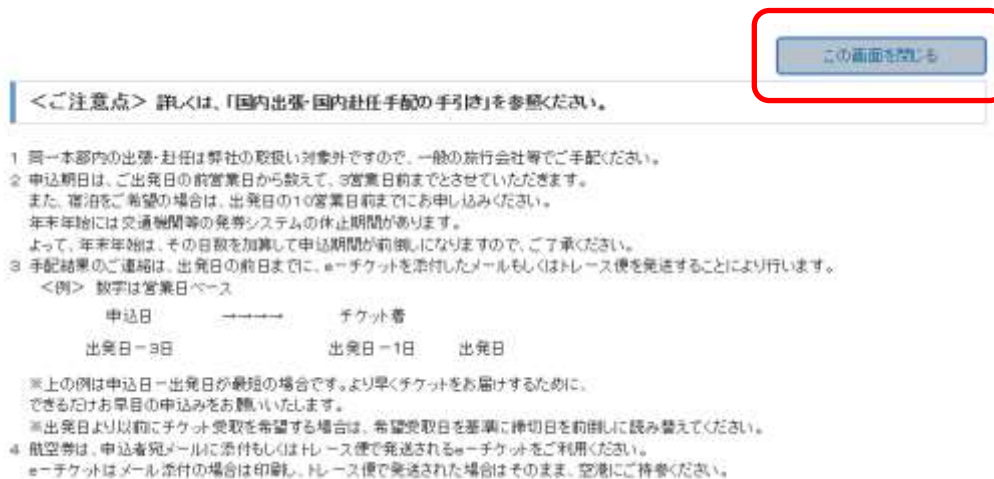 この画面を閉じる
＜ご注意点＞ 詳しくは、「国内出張・国内赴任手配の手引き」を参照ください。
1 同一本部内の出張・赴任は弊社の取扱い対象外ですので、一般の旅行会社等でご手配ください。
2 申込期日は、ご出発日の前営業日から数えて、3営業日前までとさせていただきます。
また、宿泊をご希望の場合は、出発日の10営業日前までにお申し込みください。
年末年始には交通機関等の発券システムの休止期間があります。
よって、年末年始は、その日数を加算して申込期間が前倒しになりますので、ご了承ください。
3 手配結果のご連絡は、出発日の前日までに、eーチケットを添付したメールもしくはトレース便を発送することにより行います。
＜例＞ 数字は営業日ベース
申込日 →→→→ チケット着
出発日－3日 出発日－1日 出発日
※上の例は申込日－出発日が最短の場合です。より早くチケットをお届けするために、
できるだけお早目の申込みをお願いいたします。
※出発日より以前にチケット受取を希望する場合は、希望受取日を基準に締切日を前倒しに読み替えてください。
4 航空券は、申込者宛メールに添付もしくはトレース便で発送されるeーチケットをご利用ください。
eーチケットはメール添付の場合は印刷し、トレース便で発送された場合はそのまま、空港にご持参ください。